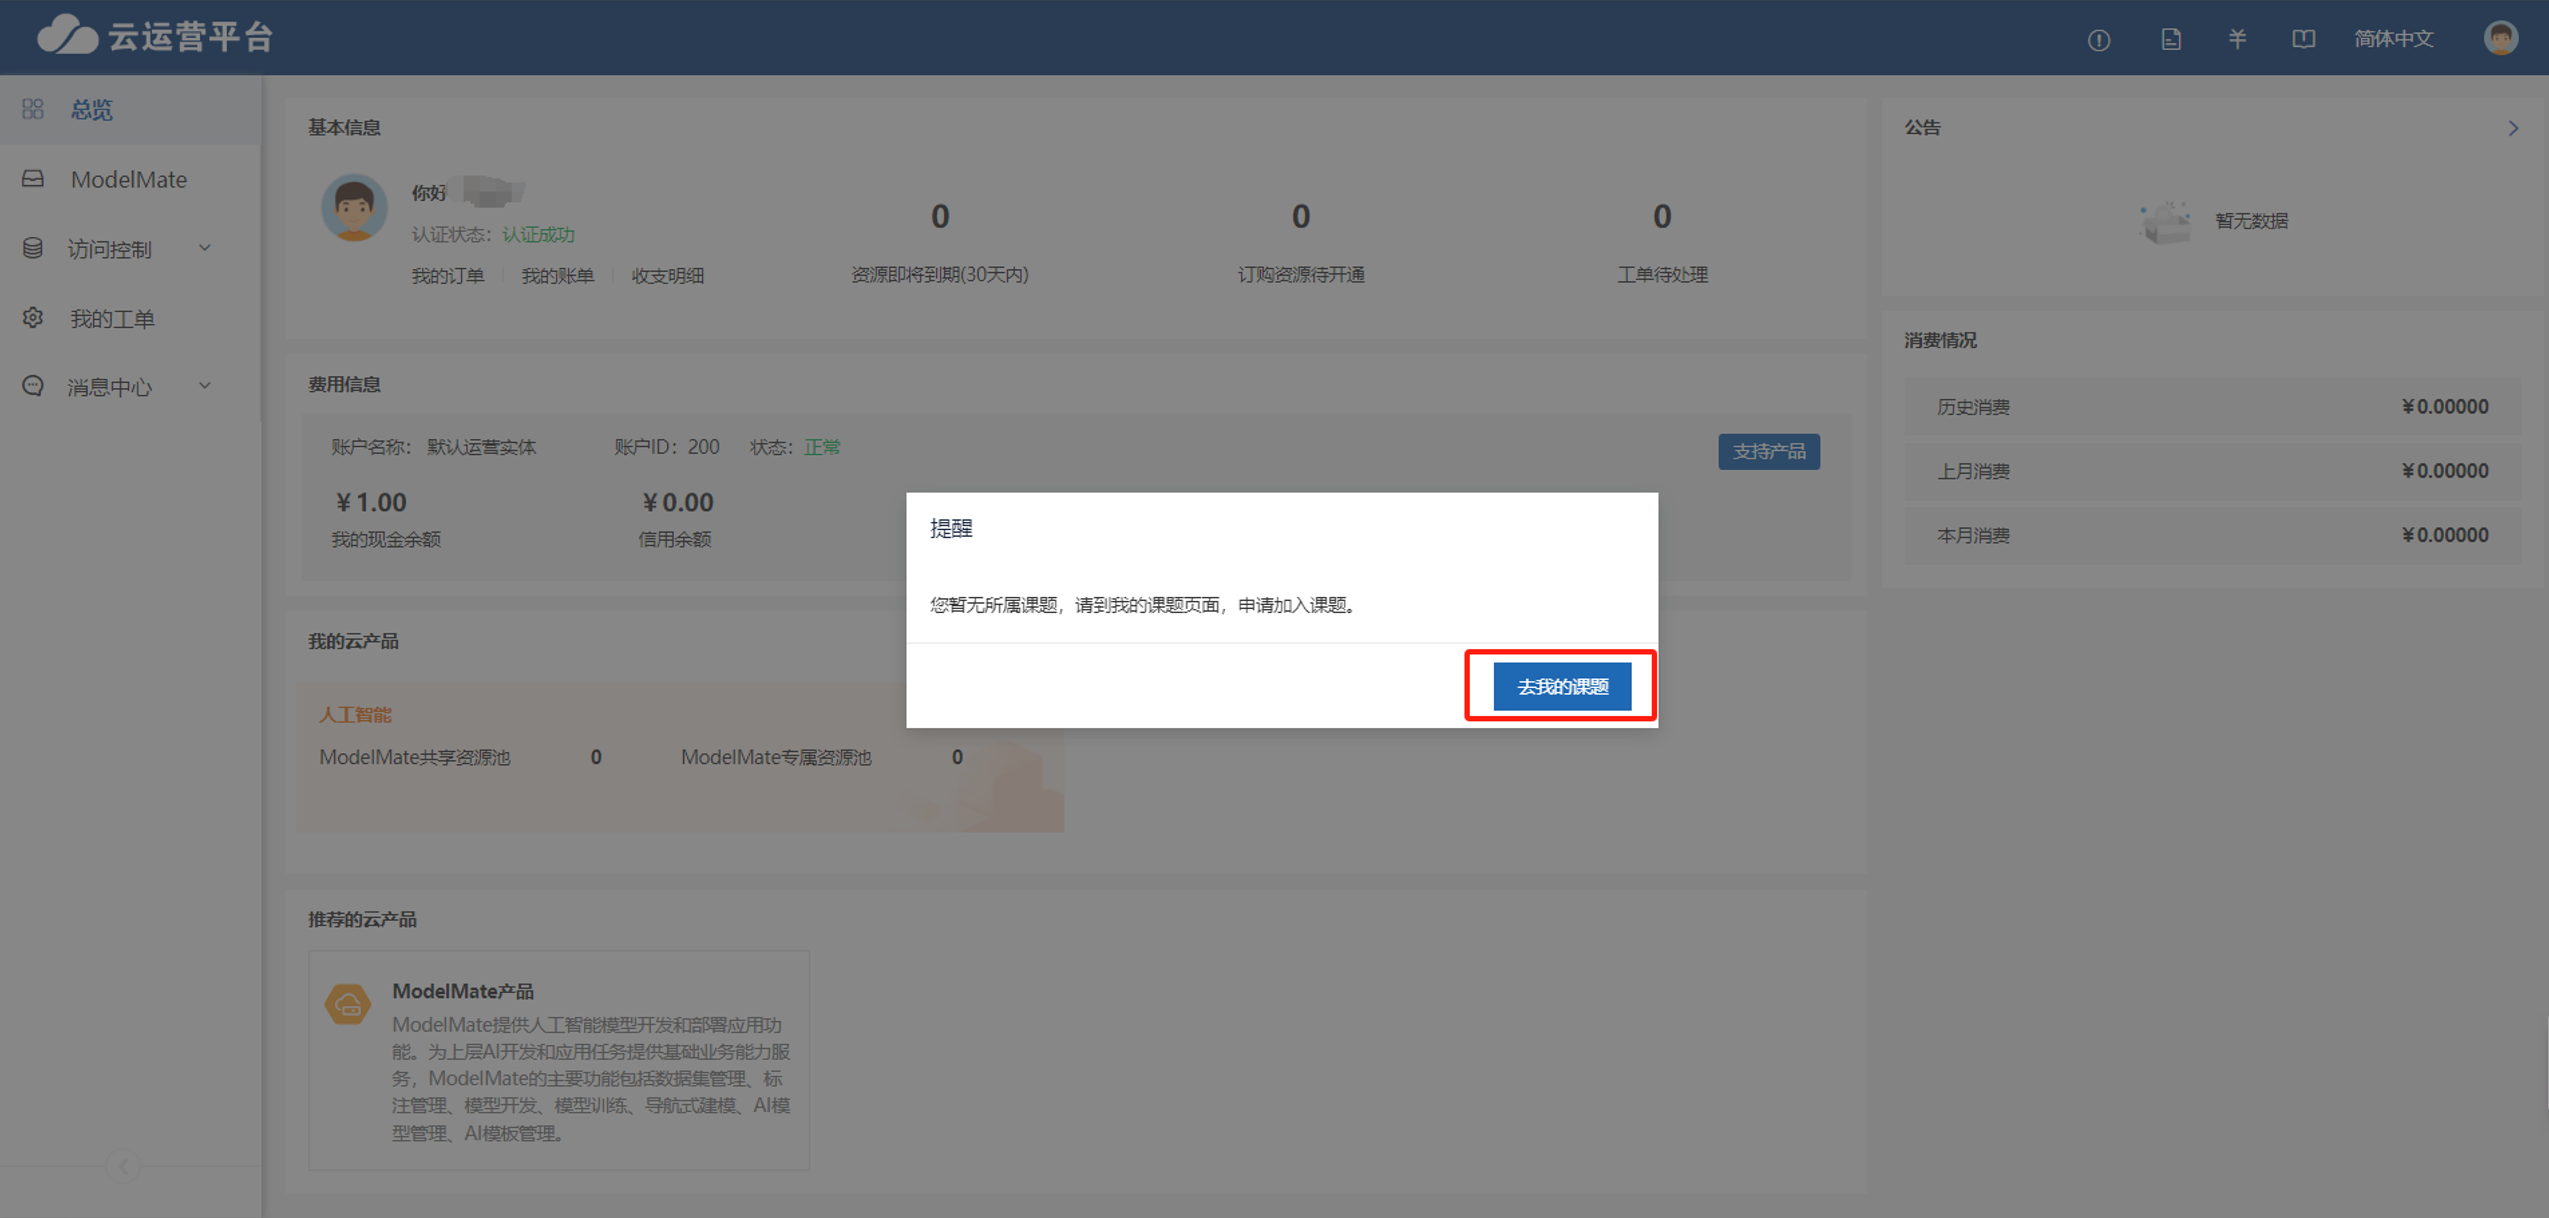 云运营平台
简体中文
总览
ModelMate
访问控制
我的工单
消息中心
基本信息
你好
认证状态：认证成功
我的订单 我的账单 收支明细
0
资源即将到期(30天内)
0
订购资源待开通
0
工单待处理
公告
暂无数据
费用信息
账户名称： 默认运营实体 账户ID：200 状态：正常
支持产品
¥1.00
我的现金余额
¥0.00
信用余额
消费情况
历史消费 ¥0.00000
上月消费 ¥0.00000
本月消费 ¥0.00000
提醒
您暂无所属课题，请到我的课题页面，申请加入课题。
去我的课题
我的云产品
人工智能
ModelMate共享资源池 0 ModelMate专属资源池 0
推荐的云产品
ModelMate产品
ModelMate提供人工智能模型开发和部署应用功
能。为上层AI开发和应用任务提供基础业务能力服
务，ModelMate的主要功能包括数据集管理、标
注管理、模型开发、模型训练、导航式建模、AI模
型管理、AI模板管理。